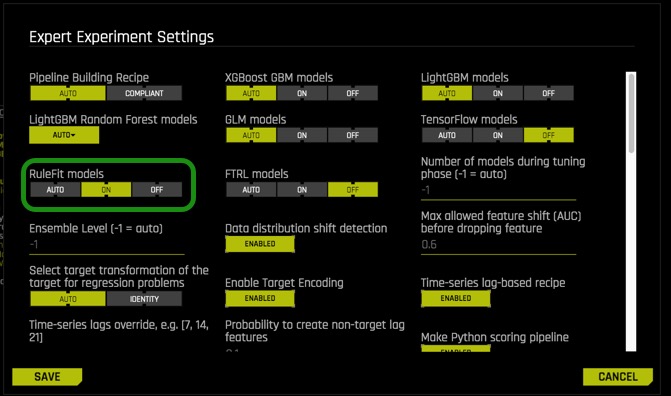 Expert Experiment Settings
Pipeline Building Recipe
AUTO COMPLIANT
XGBoost GBM models
AUTO ON OFF
LightGBM models
AUTO ON OFF
LightGBM Random Forest models
AUTO
GLM models
AUTO ON OFF
TensorFlow models
AUTO ON OFF
RuleFit models
AUTO ON OFF
FTRL models
AUTO ON OFF
Number of models during tuning
phase (-1 = auto)
-1
Ensemble Level (-1 = auto)
-1
Data distribution shift detection
ENABLED
Max allowed feature shift (AUC)
before dropping feature
0.6
Select target transformation of the
target for regression problems
AUTO IDENTITY
Enable Target Encoding
ENABLED
Time-series lag-based recipe
ENABLED
Time-series lags override, e.g. [7, 14,
21]
Probability to create non-target lag
features
Make Python scoring pipeline
ENABLED
SAVE CANCEL